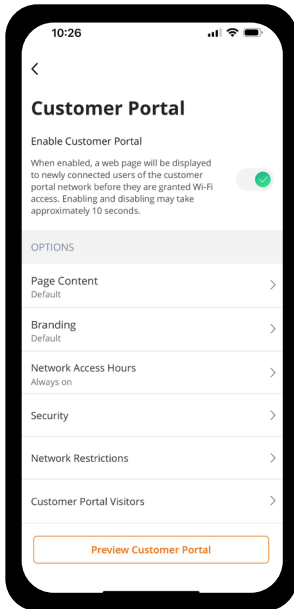 10:26
Customer Portal
Enable Customer Portal
When enabled, a web page will be displayed
to newly connected users of the customer
portal network before they are granted Wi-Fi
access. Enabling and disabling may take
approximately 10 seconds.
OPTIONS
Page Content
Default
Branding
Default
Network Access Hours
Always on
Security
Network Restrictions
Customer Portal Visitors
Preview Customer Portal